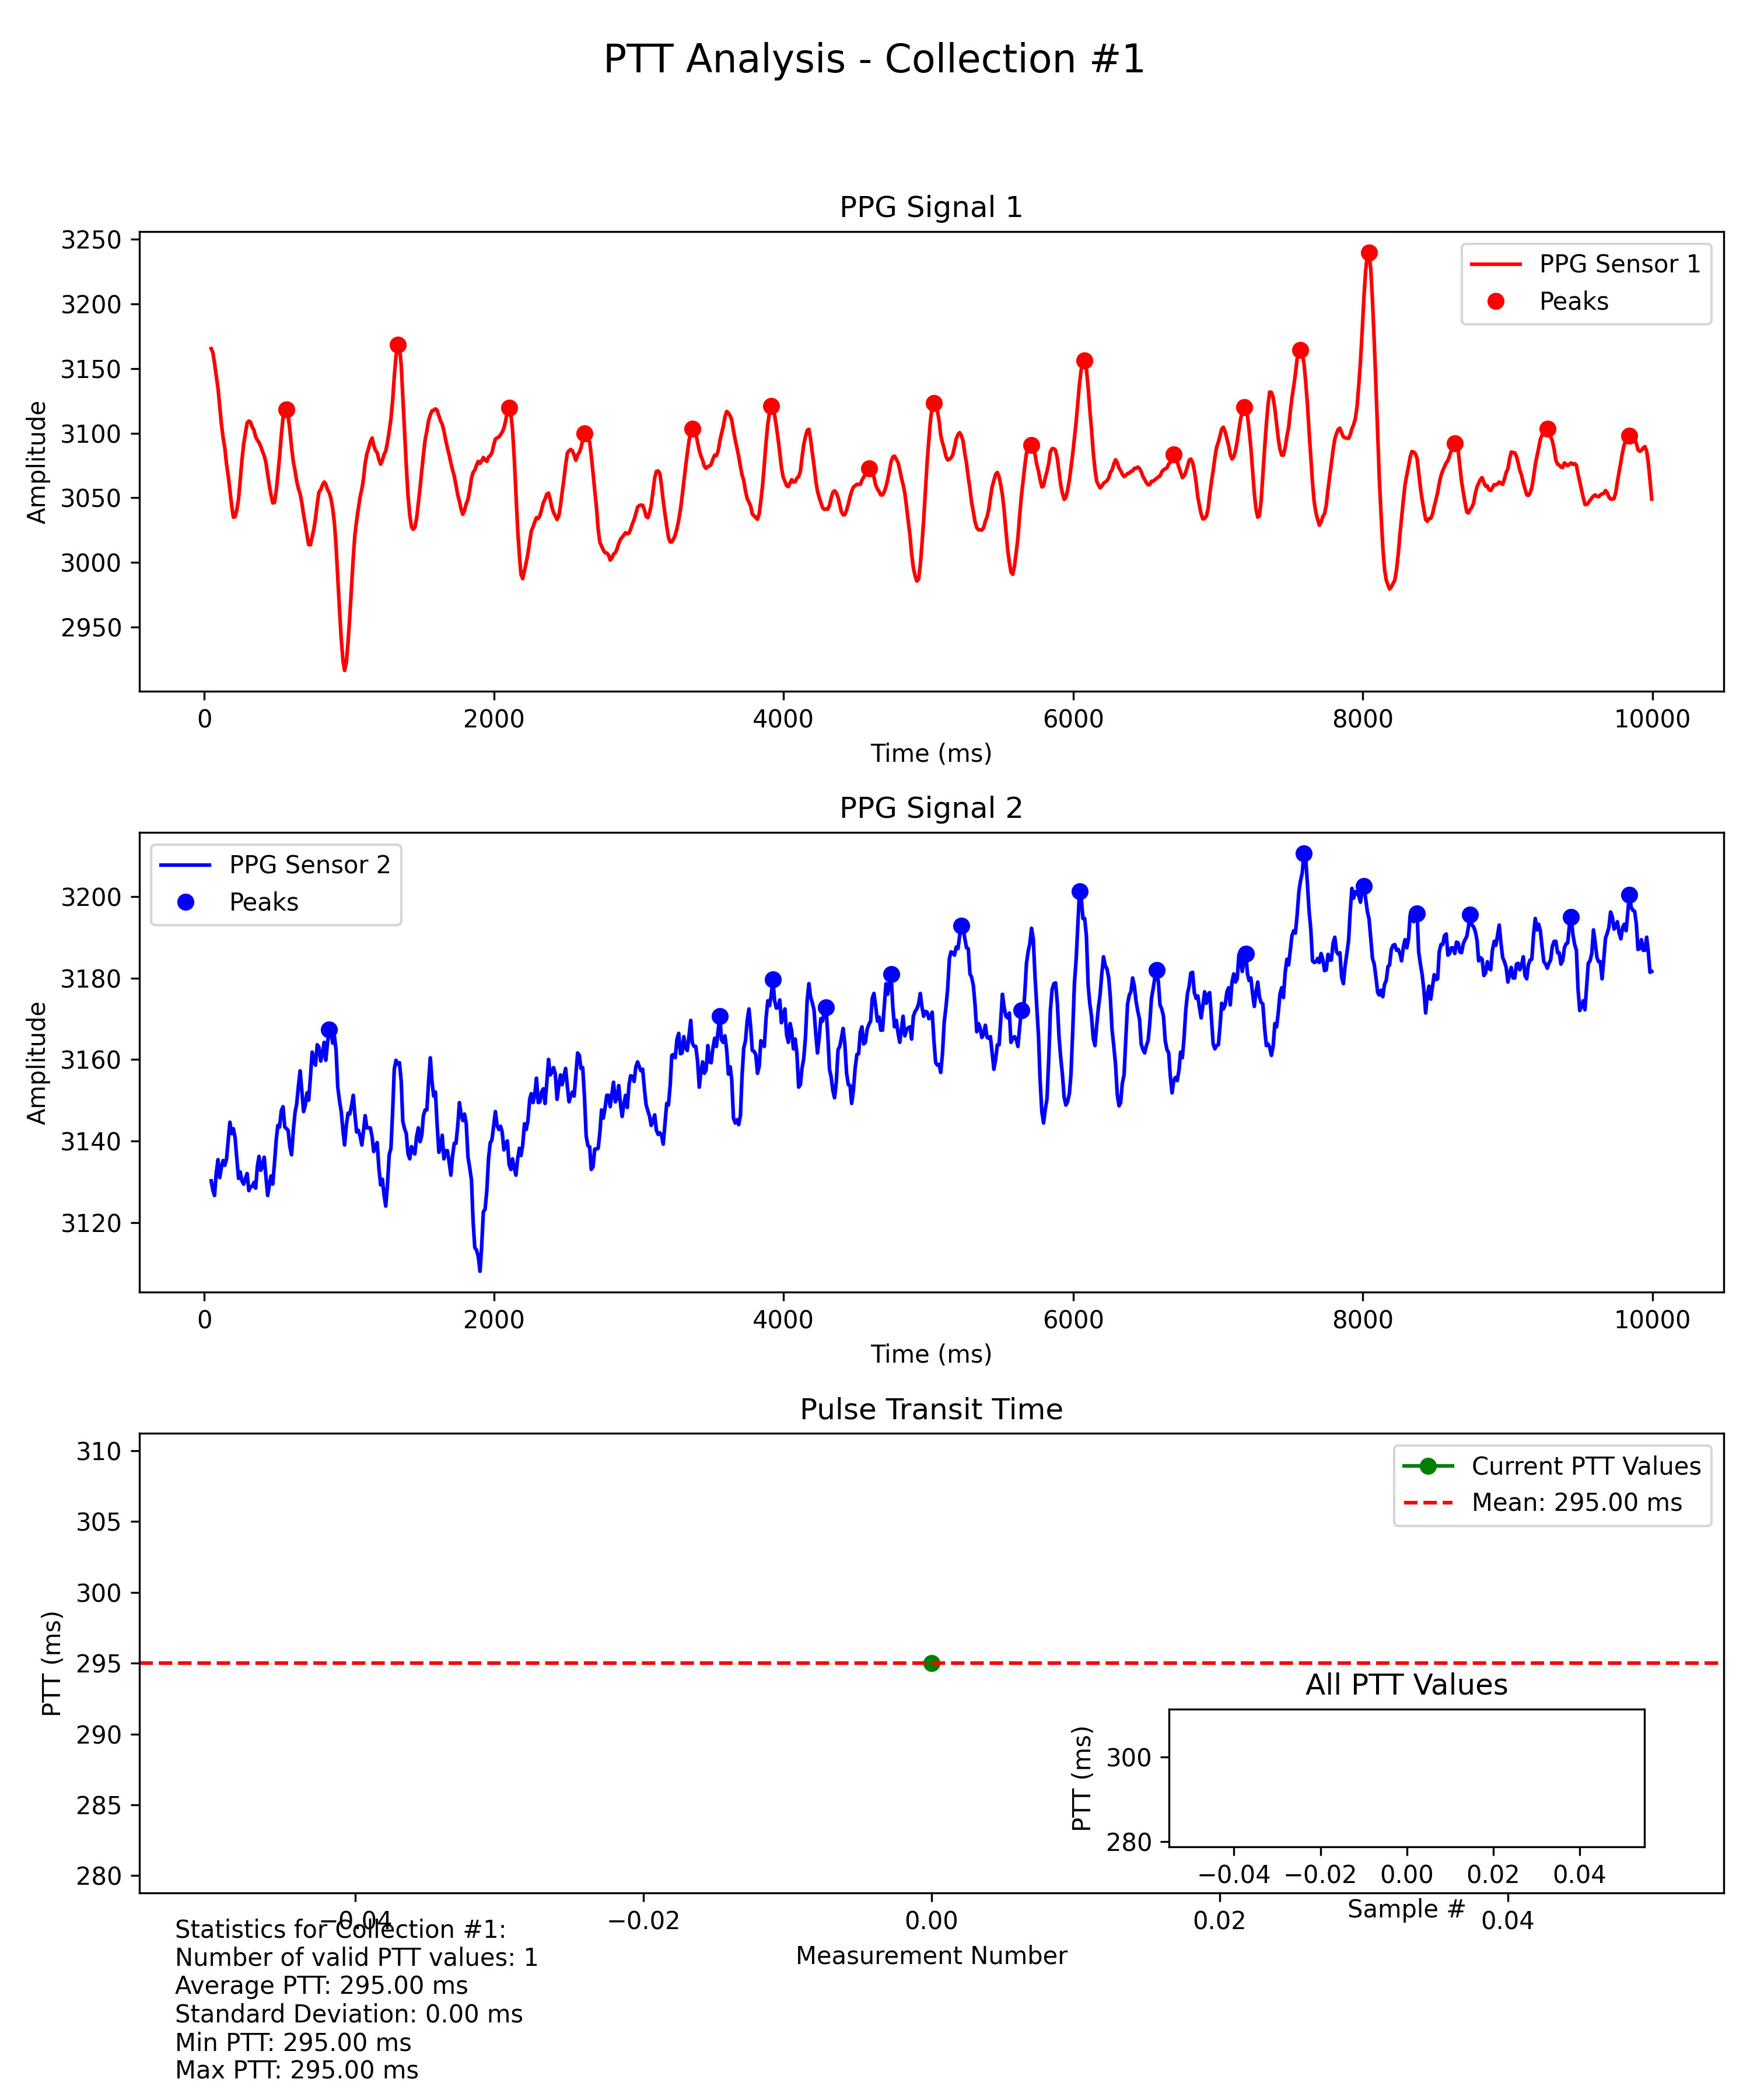 PTT Analysis - Collection #1
PPG Signal 1
3250
3200
3150
3100
3050
3000
2950
Amplitude
PPG Sensor 1
Peaks
0 2000 4000 6000 8000 10000
Time (ms)
PPG Signal 2
3200
3180
3160
3140
3120
Amplitude
PPG Sensor 2
Peaks
0 2000 4000 6000 8000 10000
Time (ms)
Pulse Transit Time
310
305
300
295
290
285
280
PTT (ms)
Current PTT Values
Mean: 295.00 ms
All PTT Values
PTT (ms)
300
280
−0.04 −0.02 0.00 0.02 0.04
Sample #
−0.04 −0.02 0.00 0.02 0.04
Measurement Number
Statistics for Collection #1:
Number of valid PTT values: 1
Average PTT: 295.00 ms
Standard Deviation: 0.00 ms
Min PTT: 295.00 ms
Max PTT: 295.00 ms